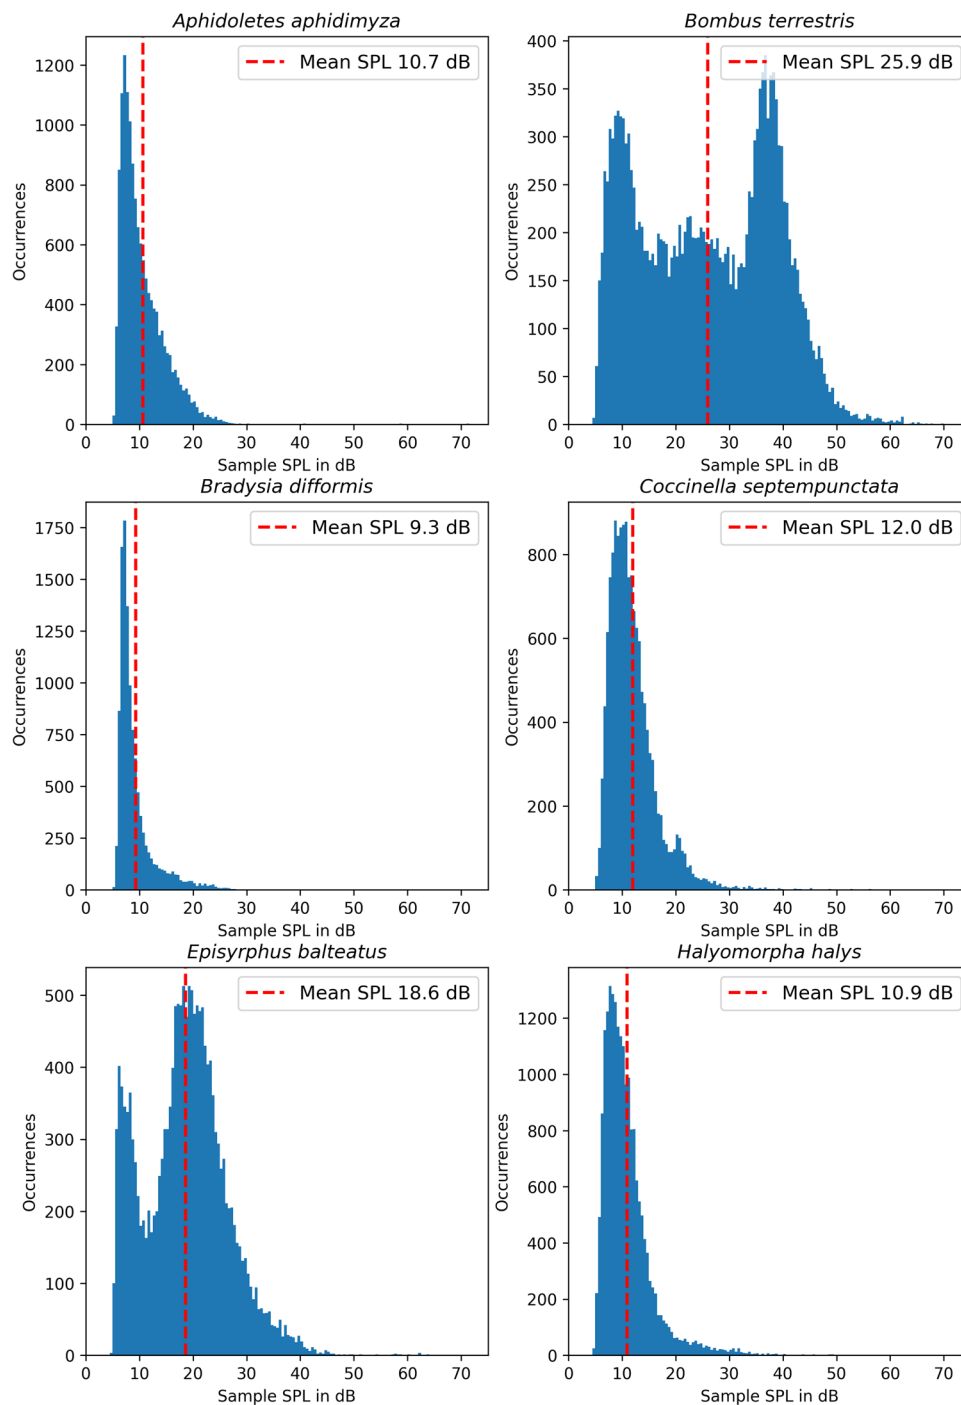 Aphidoletes aphidimyza
Mean SPL 10.7 dB
Occurrences
1200
1000
800
600
400
200
0
0 10 20 30 40 50 60 70
Sample SPL in dB
Bombus terrestris
Mean SPL 25.9 dB
Occurrences
400
350
300
250
200
150
100
50
0
0 10 20 30 40 50 60 70
Sample SPL in dB
Bradysia difformis
Mean SPL 9.3 dB
Occurrences
1750
1500
1250
1000
750
500
250
0
0 10 20 30 40 50 60 70
Sample SPL in dB
Coccinella septempunctata
Mean SPL 12.0 dB
Occurrences
800
600
400
200
0
0 10 20 30 40 50 60 70
Sample SPL in dB
Episyrphus balteatus
Mean SPL 18.6 dB
Occurrences
500
400
300
200
100
0
0 10 20 30 40 50 60 70
Sample SPL in dB
Halyomorpha halys
Mean SPL 10.9 dB
Occurrences
1200
1000
800
600
400
200
0
0 10 20 30 40 50 60 70
Sample SPL in dB